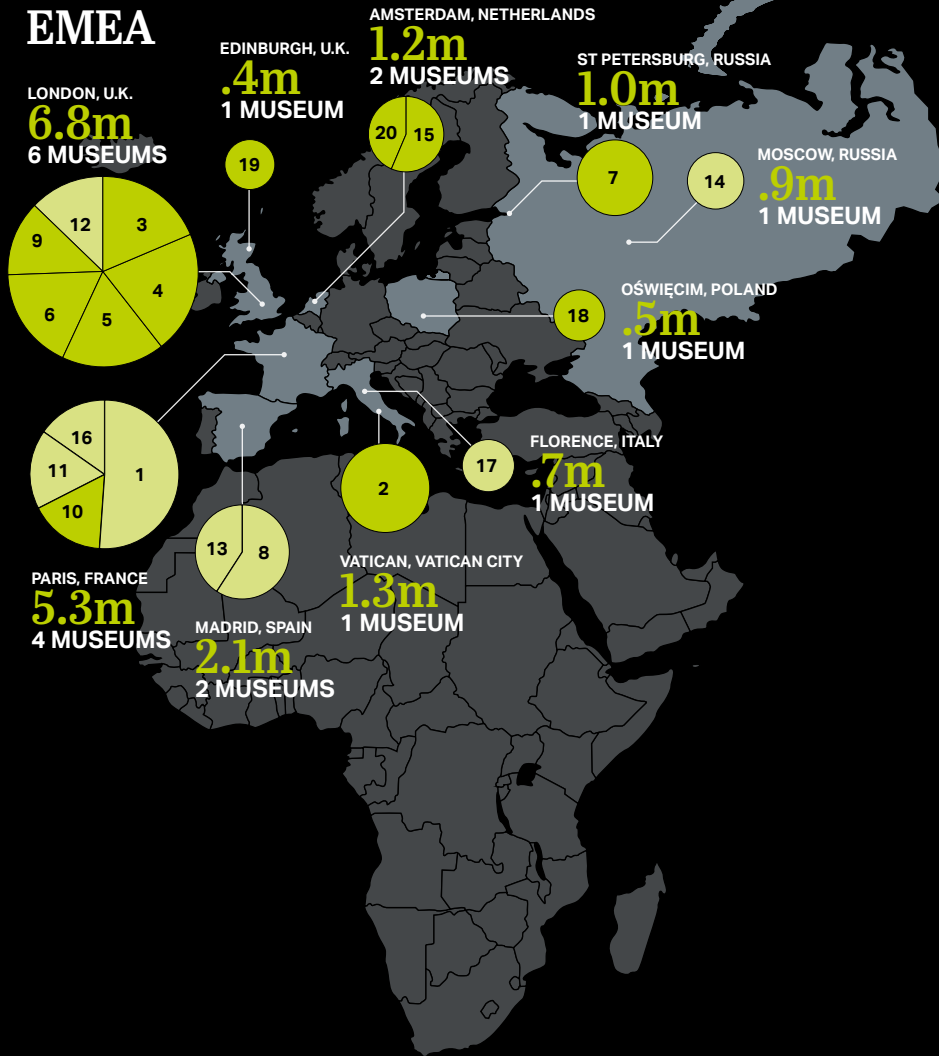 EMEA
AMSTERDAM, NETHERLANDS
1.2m
2 MUSEUMS
20
15
EDINBURGH, U.K.
.4m
1 MUSEUM
19
ST PETERSBURG, RUSSIA
1.0m
1 MUSEUM
7
LONDON, U.K.
6.8m
6 MUSEUMS
12
3
9
4
6
5
MOSCOW, RUSSIA
.9m
1 MUSEUM
14
OŚWIĘCIM, POLAND
.5m
1 MUSEUM
18
16
1
11
10
PARIS, FRANCE
5.3m
4 MUSEUMS
FLORENCE, ITALY
.7m
1 MUSEUM
17
2
VATICAN, VATICAN CITY
1.3m
1 MUSEUM
13
8
MADRID, SPAIN
2.1m
2 MUSEUMS